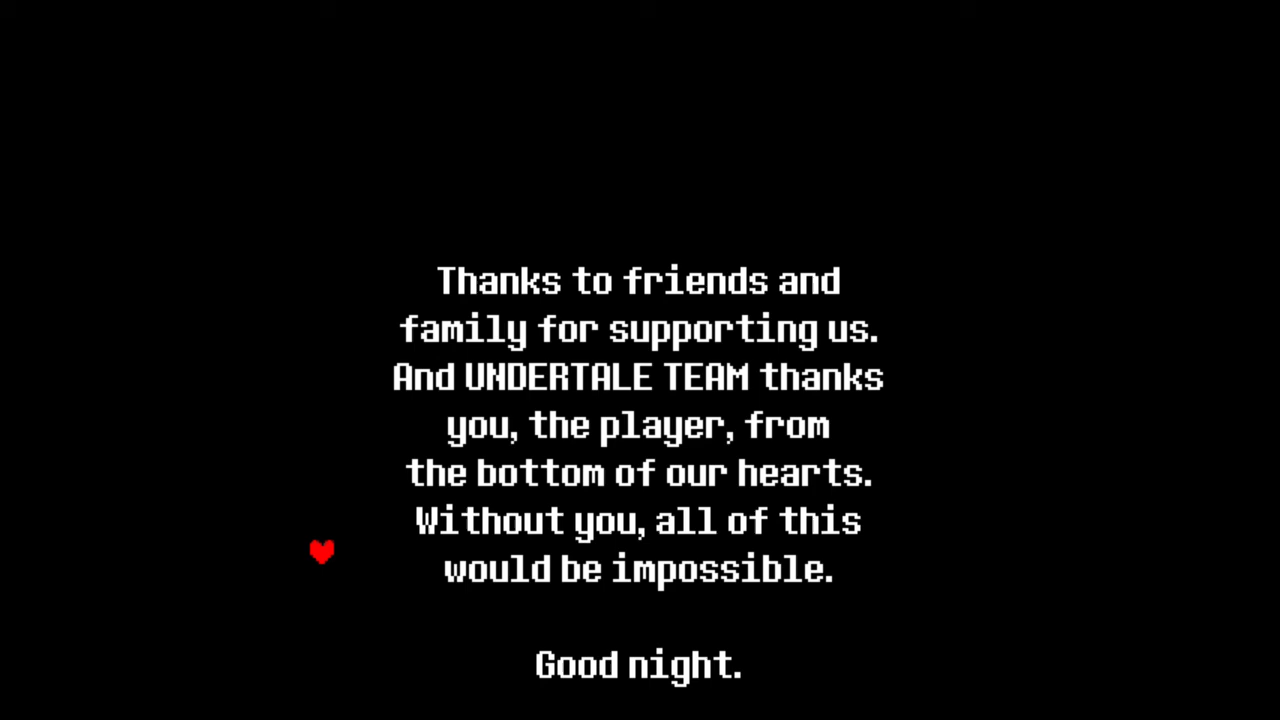 Thanks to friends and
family for supporting us.
And UNDERTALE TEAM thanks
you, the player, from
the bottom of our hearts.
Without you, all of this
would be impossible.
Good night.